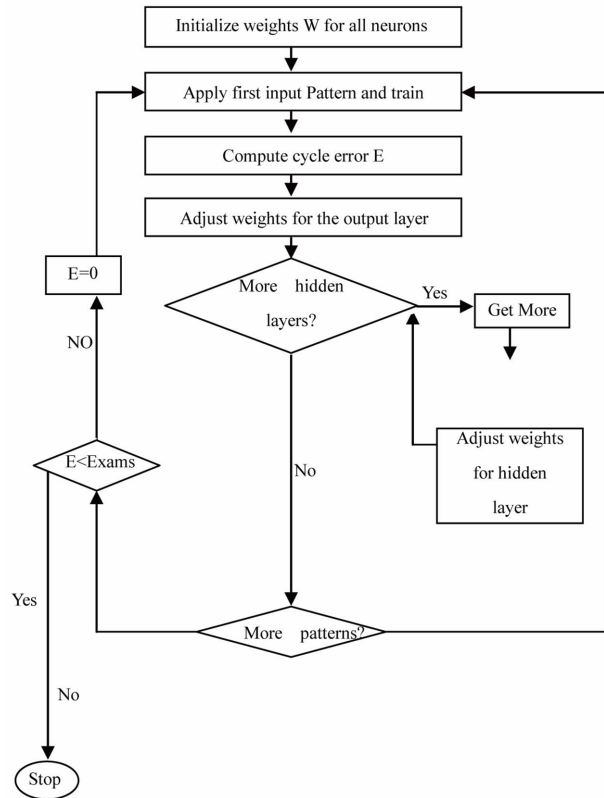 Initialize weights W for all neurons
Apply first input Pattern and train
Compute cycle error E
Adjust weights for the output layer
E=0
More hidden
layers?
Yes
Get More
NO
Adjust weights
for hidden
layer
E<Exams
No
Yes
More patterns?
No
Stop